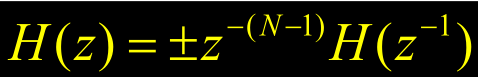 H(z) = ±z^{-(N-1)} H(z^{-1})